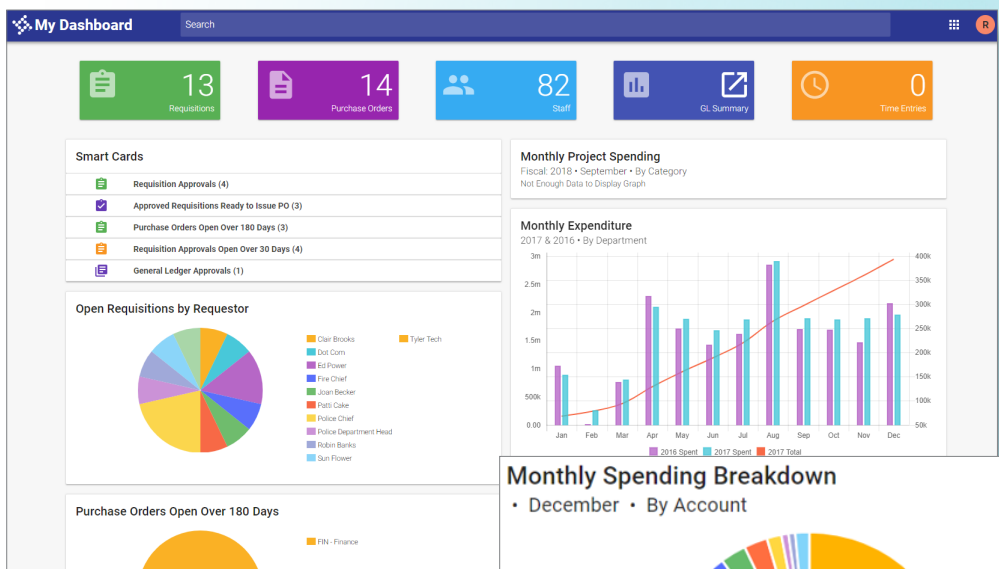 My Dashboard
Search
R
13
Requisitions
14
Purchase Orders
82
Staff
GL Summary
0
Time Entries
Smart Cards
Requisition Approvals (4)
Approved Requisitions Ready to Issue PO (3)
Purchase Orders Open Over 180 Days (3)
Requisition Approvals Open Over 30 Days (4)
General Ledger Approvals (1)
Open Requisitions by Requestor
Clair Brooks
Tyler Tech
Dot Com
Ed Power
Fire Chief
Joan Becker
Patti Cake
Police Chief
Police Department Head
Robin Banks
Sun Flower
Purchase Orders Open Over 180 Days
FIN - Finance
Monthly Project Spending
Fiscal: 2018 • September • By Category
Not Enough Data to Display Graph
Monthly Expenditure
2017 & 2016 • By Department
3m
2.5m
2m
1.5m
1m
500k
0.00
400k
350k
300k
250k
200k
150k
100k
50k
Jan Feb Mar Apr May Jun Jul Aug Sep Oct Nov Dec
2016 Spent 2017 Spent 2017 Total
Monthly Spending Breakdown
• December • By Account